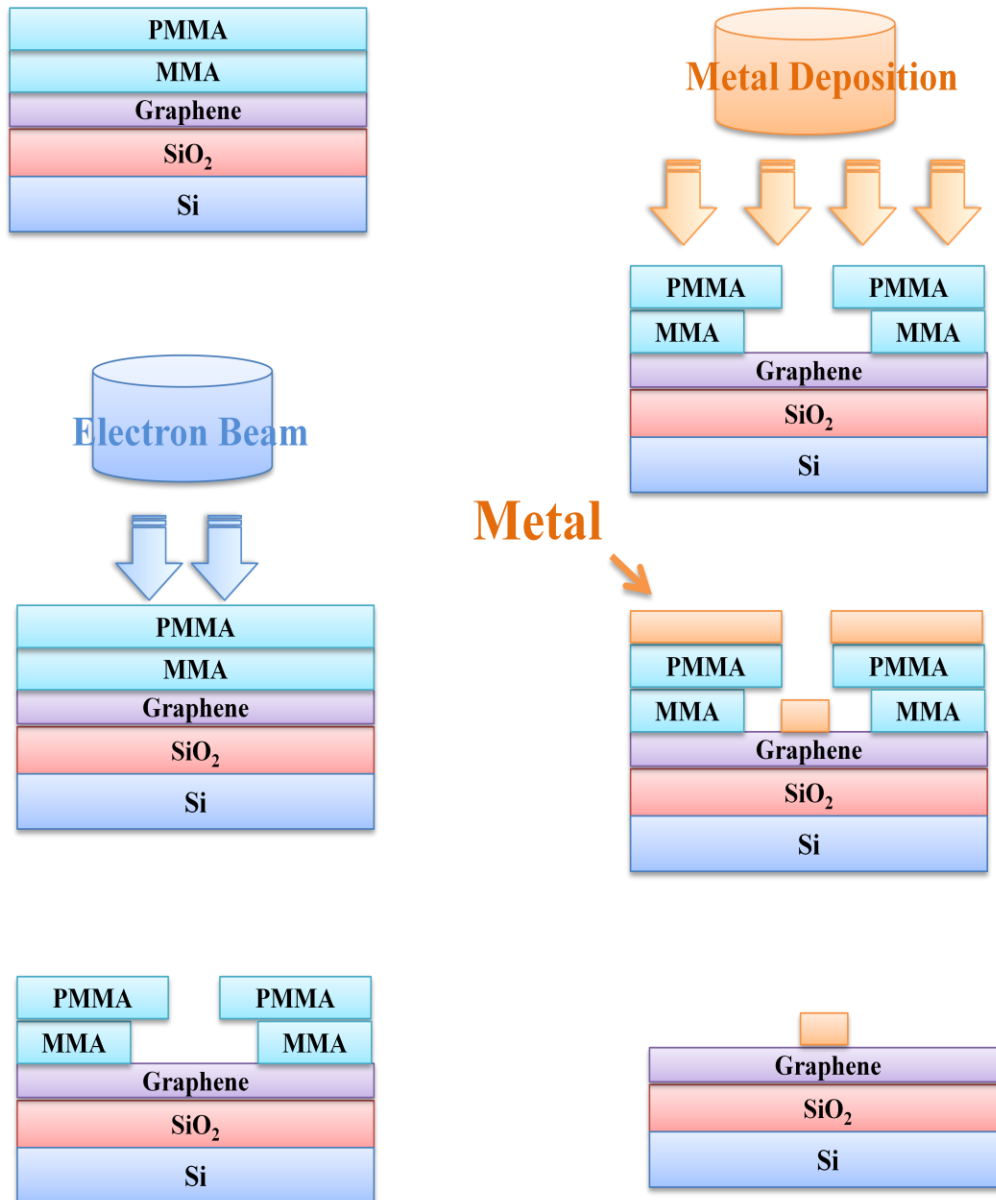 PMMA
MMA
Graphene
SiO₂
Si
Electron Beam
PMMA
MMA
Graphene
SiO₂
Si
PMMA PMMA
MMA MMA
Graphene
SiO₂
Si
Metal Deposition
PMMA PMMA
MMA MMA
Graphene
SiO₂
Si
Metal
PMMA PMMA
MMA MMA
Graphene
SiO₂
Si
Graphene
SiO₂
Si